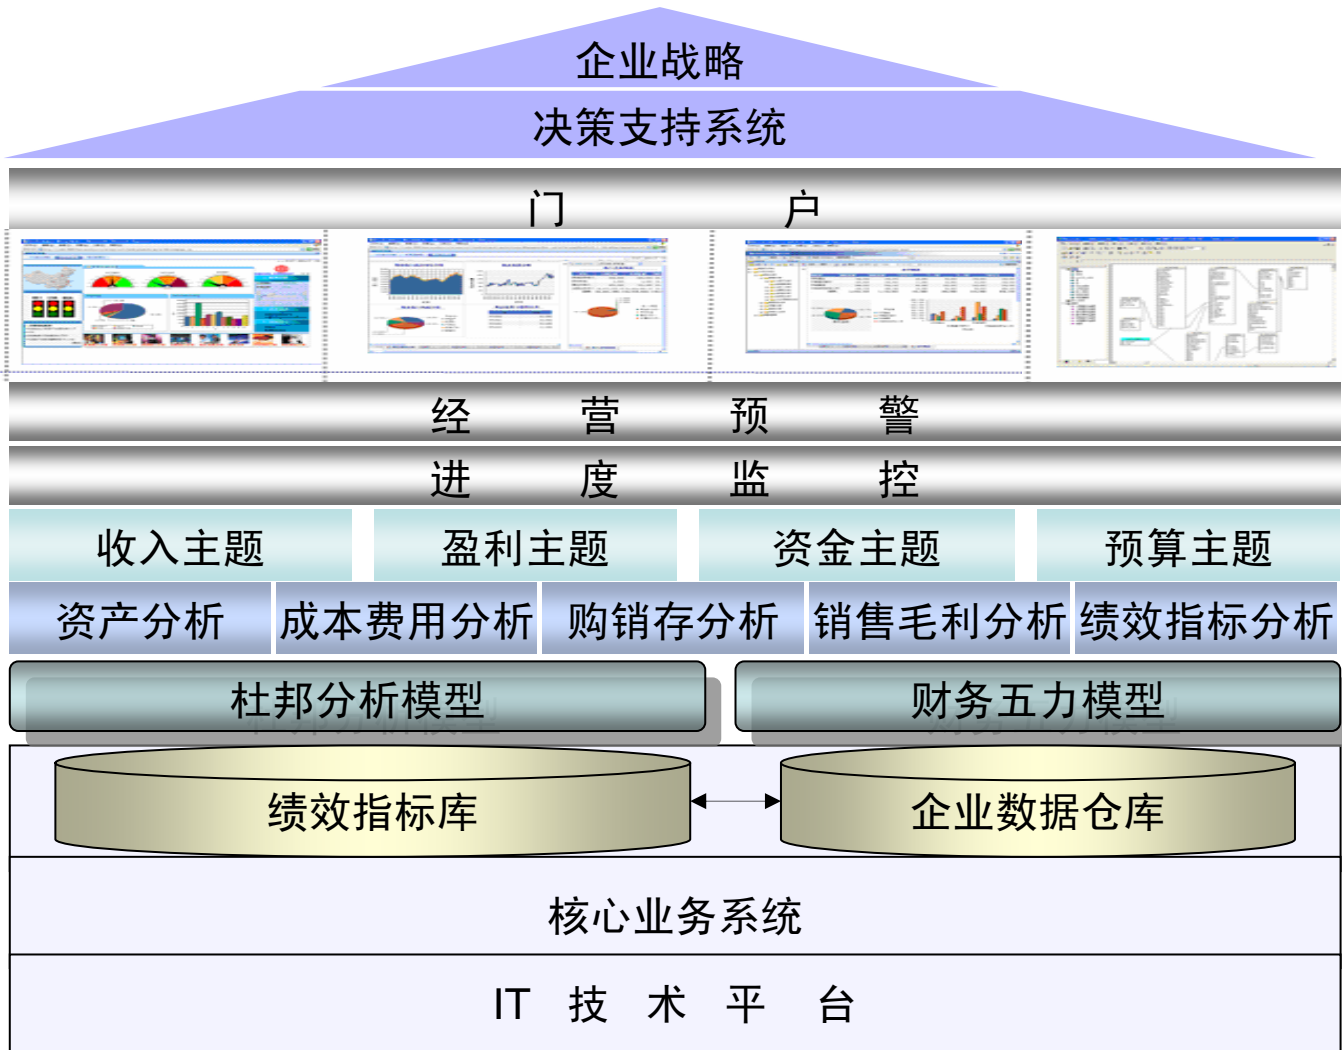 企业战略
决策支持系统
门 户
经 营 预 警
进 度 监 控
收入主题 盈利主题 资金主题 预算主题
资产分析 成本费用分析 购销存分析 销售毛利分析 绩效指标分析
杜邦分析模型 财务五力模型
绩效指标库 企业数据仓库
核心业务系统
IT 技 术 平 台